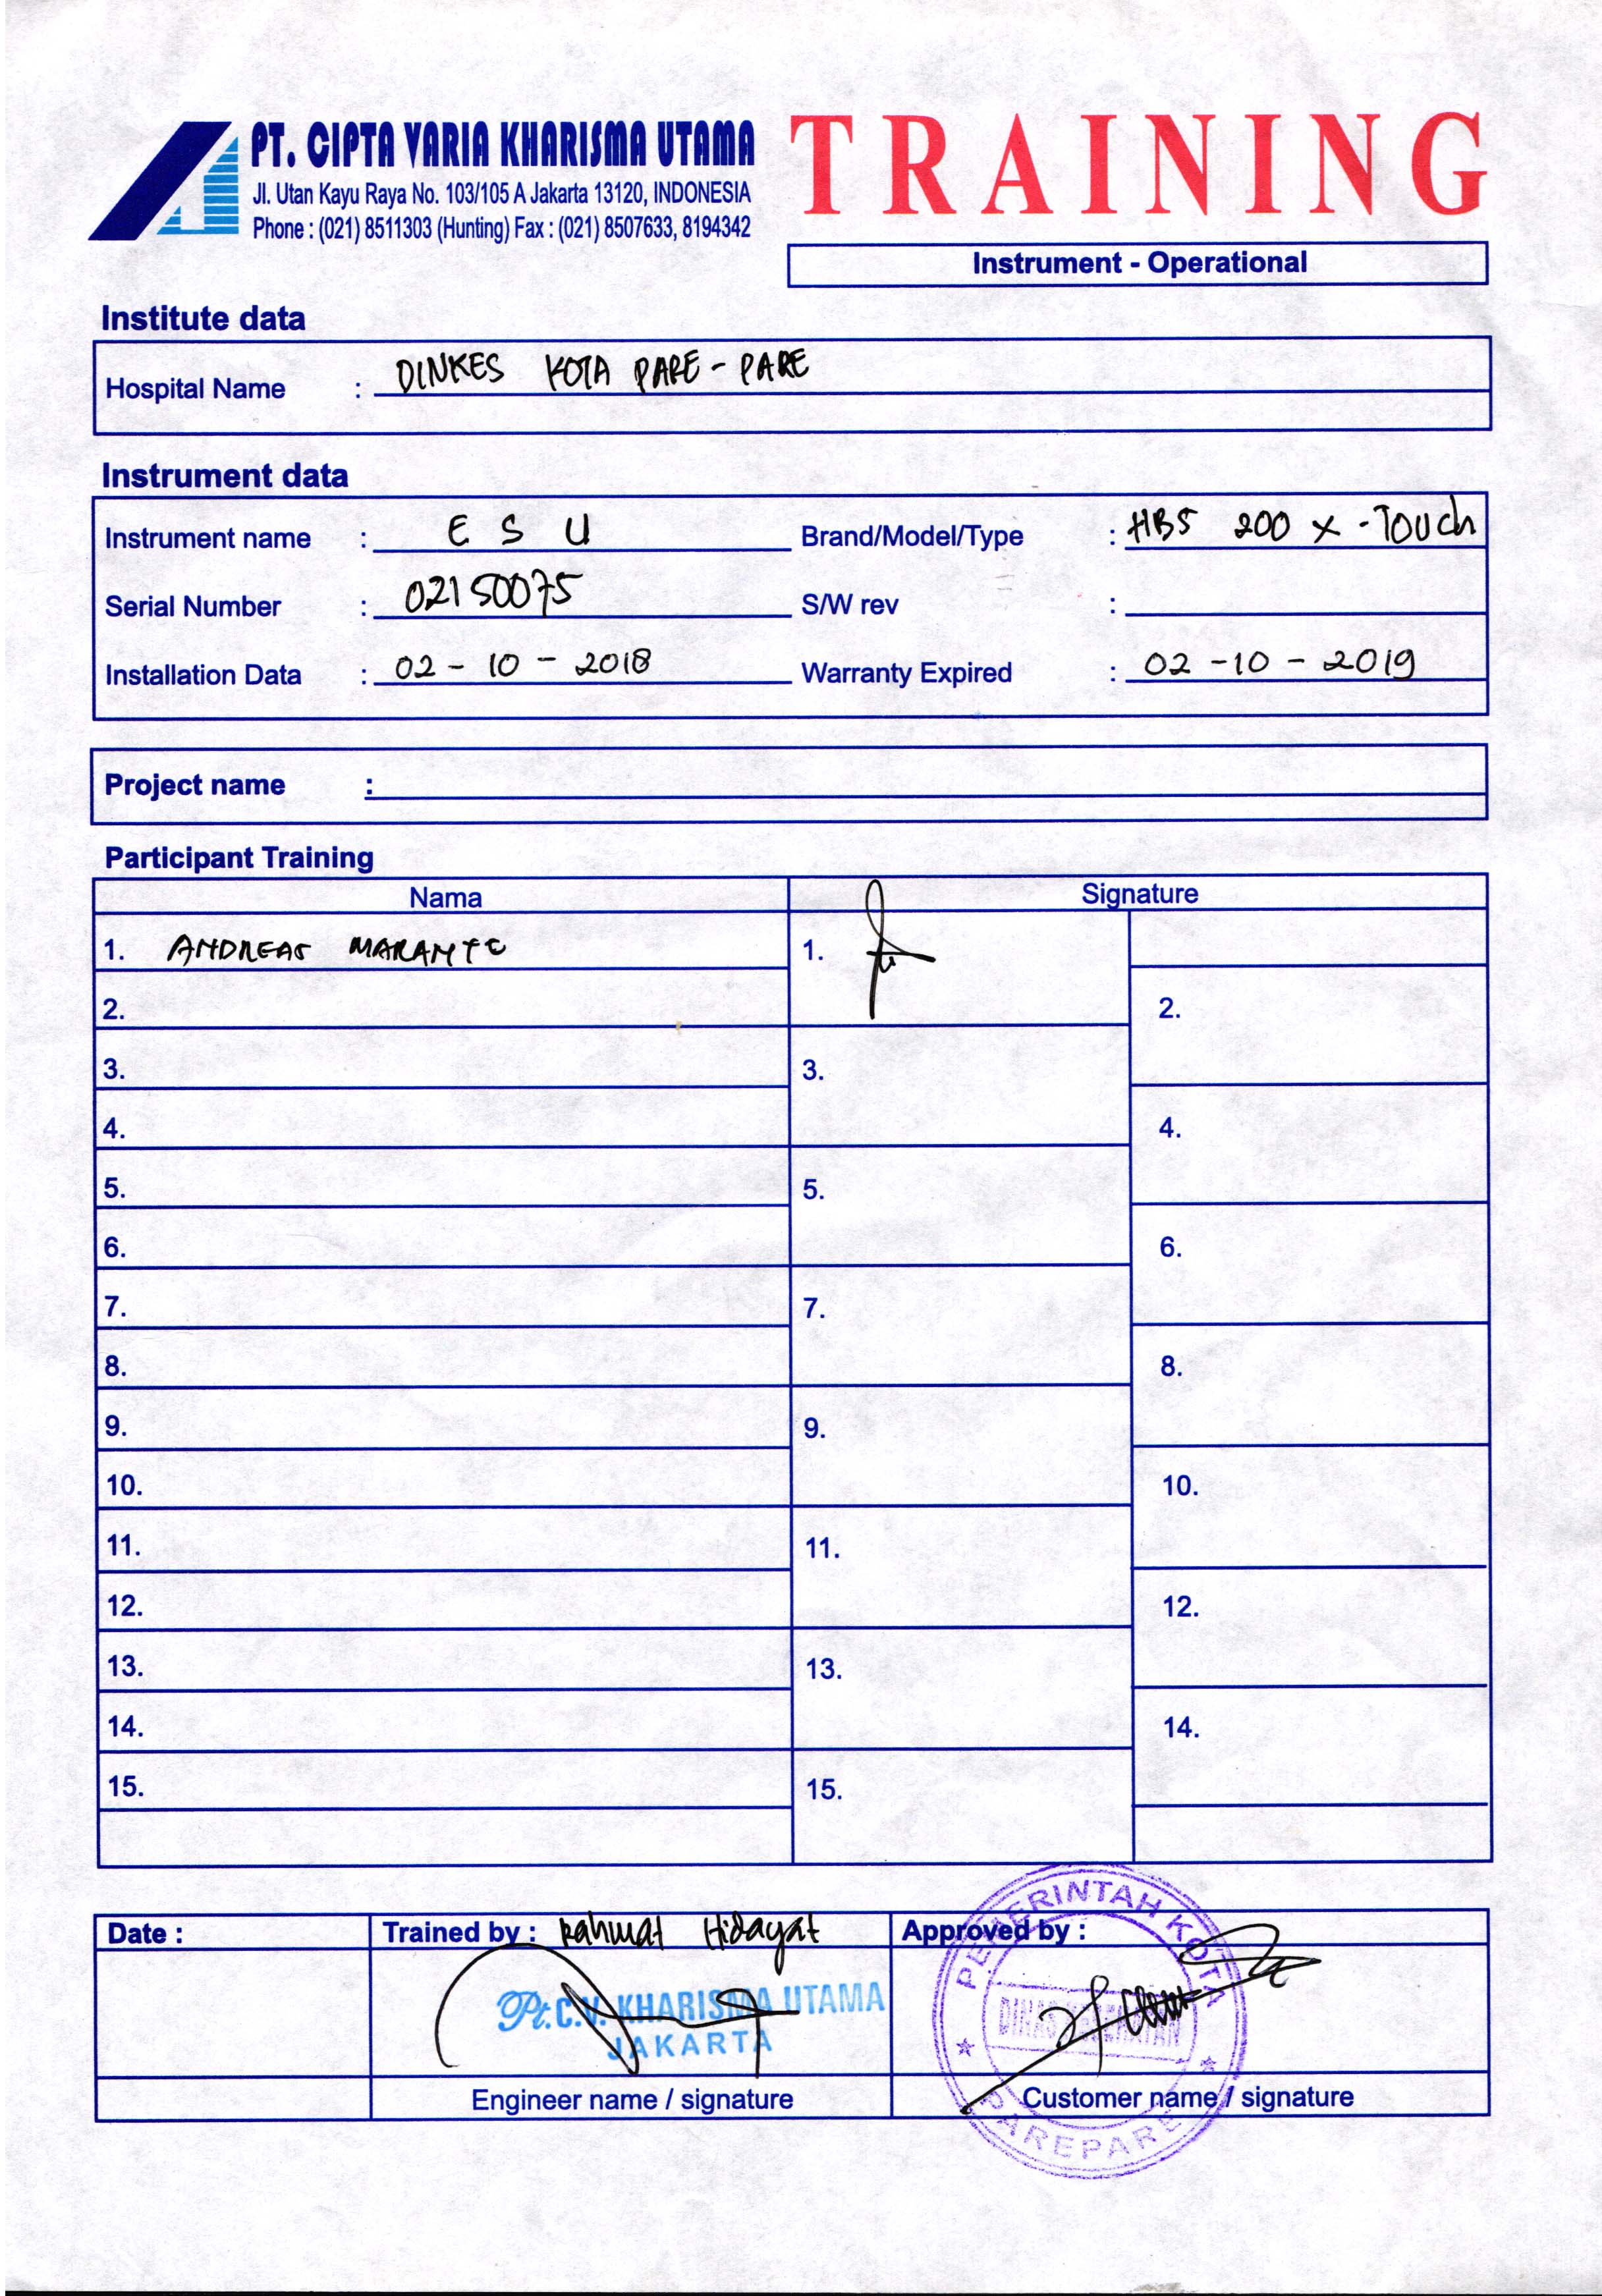 PT. CIPTA VARIA KHARISMA UTAMA
Jl. Utan Kayu Raya No. 103/105 A Jakarta 13120, INDONESIA
Phone : (021) 8511303 (Hunting) Fax : (021) 8507633, 8194342
TRAINING
Instrument - Operational
Institute data
Hospital Name : DINKES KOTA PARE - PARE
Instrument data
Instrument name : E S U Brand/Model/Type : HBS 200 X - Touch
Serial Number : 02150075 S/W rev :
Installation Data : 02 - 10 - 2018 Warranty Expired : 02 - 10 - 2019
Project name :
Participant Training
Nama Signature
1. ANDREAS 1.
2. 2.
3. 3.
4. 4.
5. 5.
6. 6.
7. 7.
8. 8.
9. 9.
10. 10.
11. 11.
12. 12.
13. 13.
14. 14.
15. 15.
Date : Trained by : Rahmat Hidayat Approved by :
Pt. C.V. KHARISMA UTAMA
JAKARTA
PEMERINTAH KOTA
DINAS KESEHATAN
PAREPARE
Engineer name / signature Customer name / signature